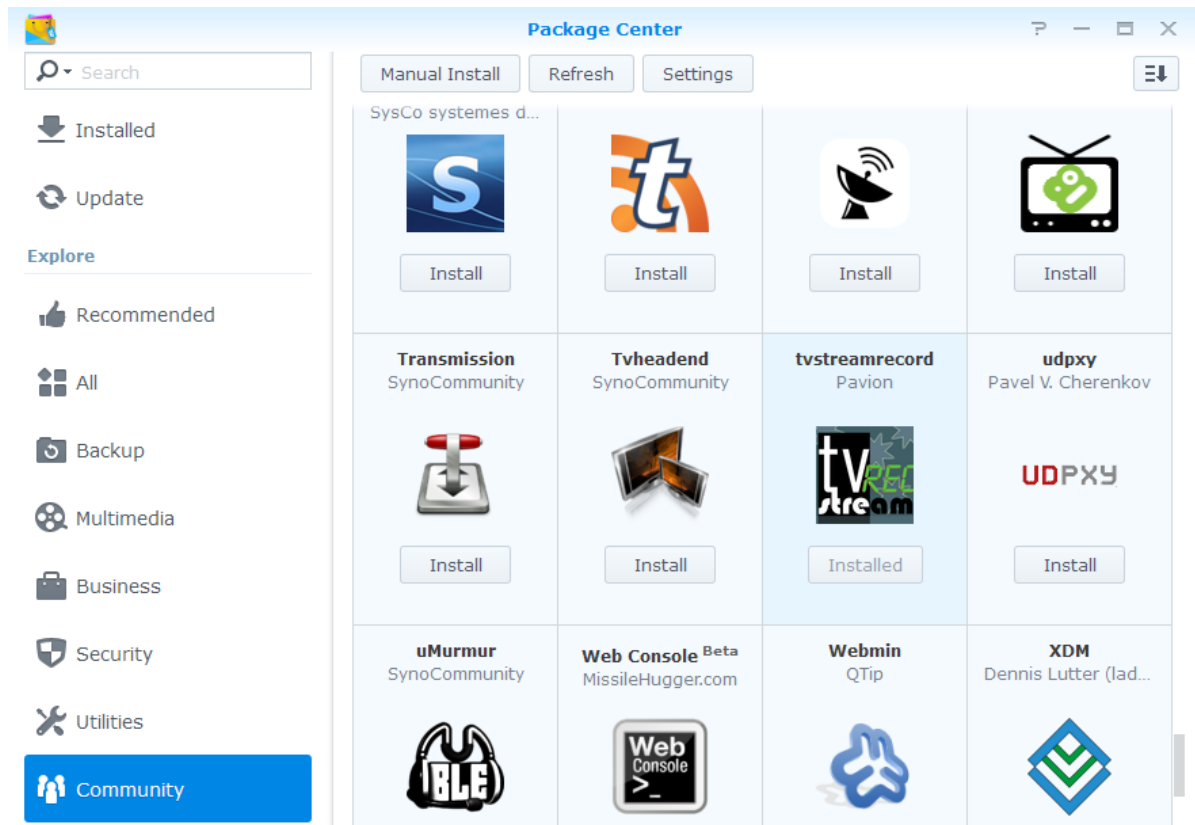 Package Center
Search
Manual Install
Refresh
Settings
Installed
Update
Explore
Recommended
All
Backup
Multimedia
Business
Security
Utilities
Community
SysCo systemes d...
S
t
Install
Install
Install
Install
Transmission
SynoCommunity
Install
Tvheadend
SynoCommunity
Install
tvstreamrecord
Pavion
tv REC
stream
Installed
udpxy
Pavel V. Cherenkov
UDPXY
Install
uMurmur
SynoCommunity
BLE
Web Console Beta
MissileHugger.com
Web
Console
>_
Webmin
QTip
XDM
Dennis Lutter (lad...